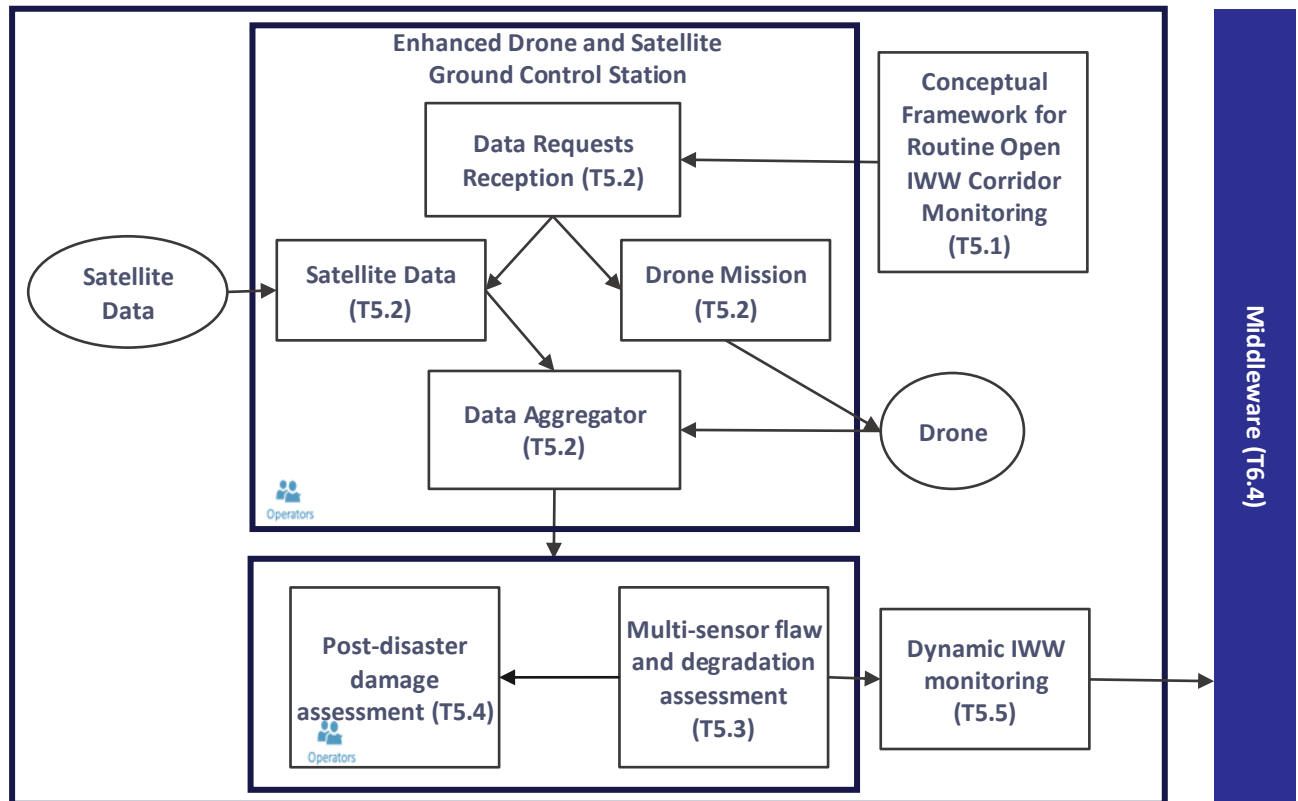 Enhanced Drone and Satellite
Ground Control Station
Conceptual
Framework for
Routine Open
IWW Corridor
Monitoring
(T5.1)
Data Requests
Reception (T5.2)
Satellite
Data
Satellite Data
(T5.2)
Drone Mission
(T5.2)
Data Aggregator
(T5.2)
Drone
Operators
Post-disaster
damage
assessment (T5.4)
Operators
Multi-sensor flaw
and degradation
assessment
(T5.3)
Dynamic IWW
monitoring
(T5.5)
Middleware (T6.4)